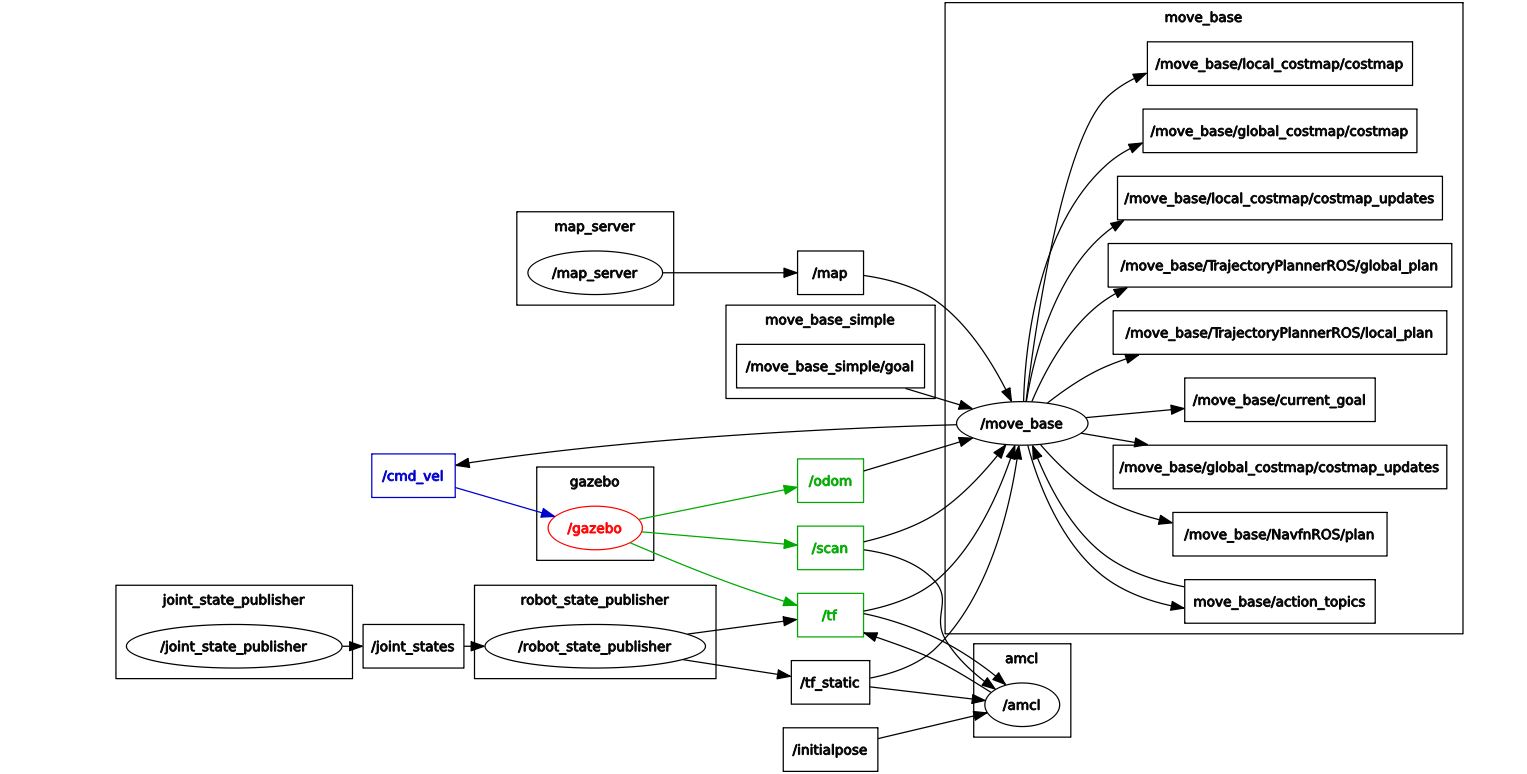 move_base
/move_base/local_costmap/costmap
/move_base/global_costmap/costmap
/move_base/local_costmap/costmap_updates
map_server
/map_server
/map
/move_base/TrajectoryPlannerROS/global_plan
move_base_simple
/move_base_simple/goal
/move_base/TrajectoryPlannerROS/local_plan
/move_base/current_goal
/move_base
/move_base/global_costmap/costmap_updates
/cmd_vel
gazebo
/gazebo
/odom
/scan
/tf
/move_base/NavfnROS/plan
move_base/action_topics
joint_state_publisher
/joint_state_publisher
/joint_states
robot_state_publisher
/robot_state_publisher
/tf_static
amcl
/amcl
/initialpose